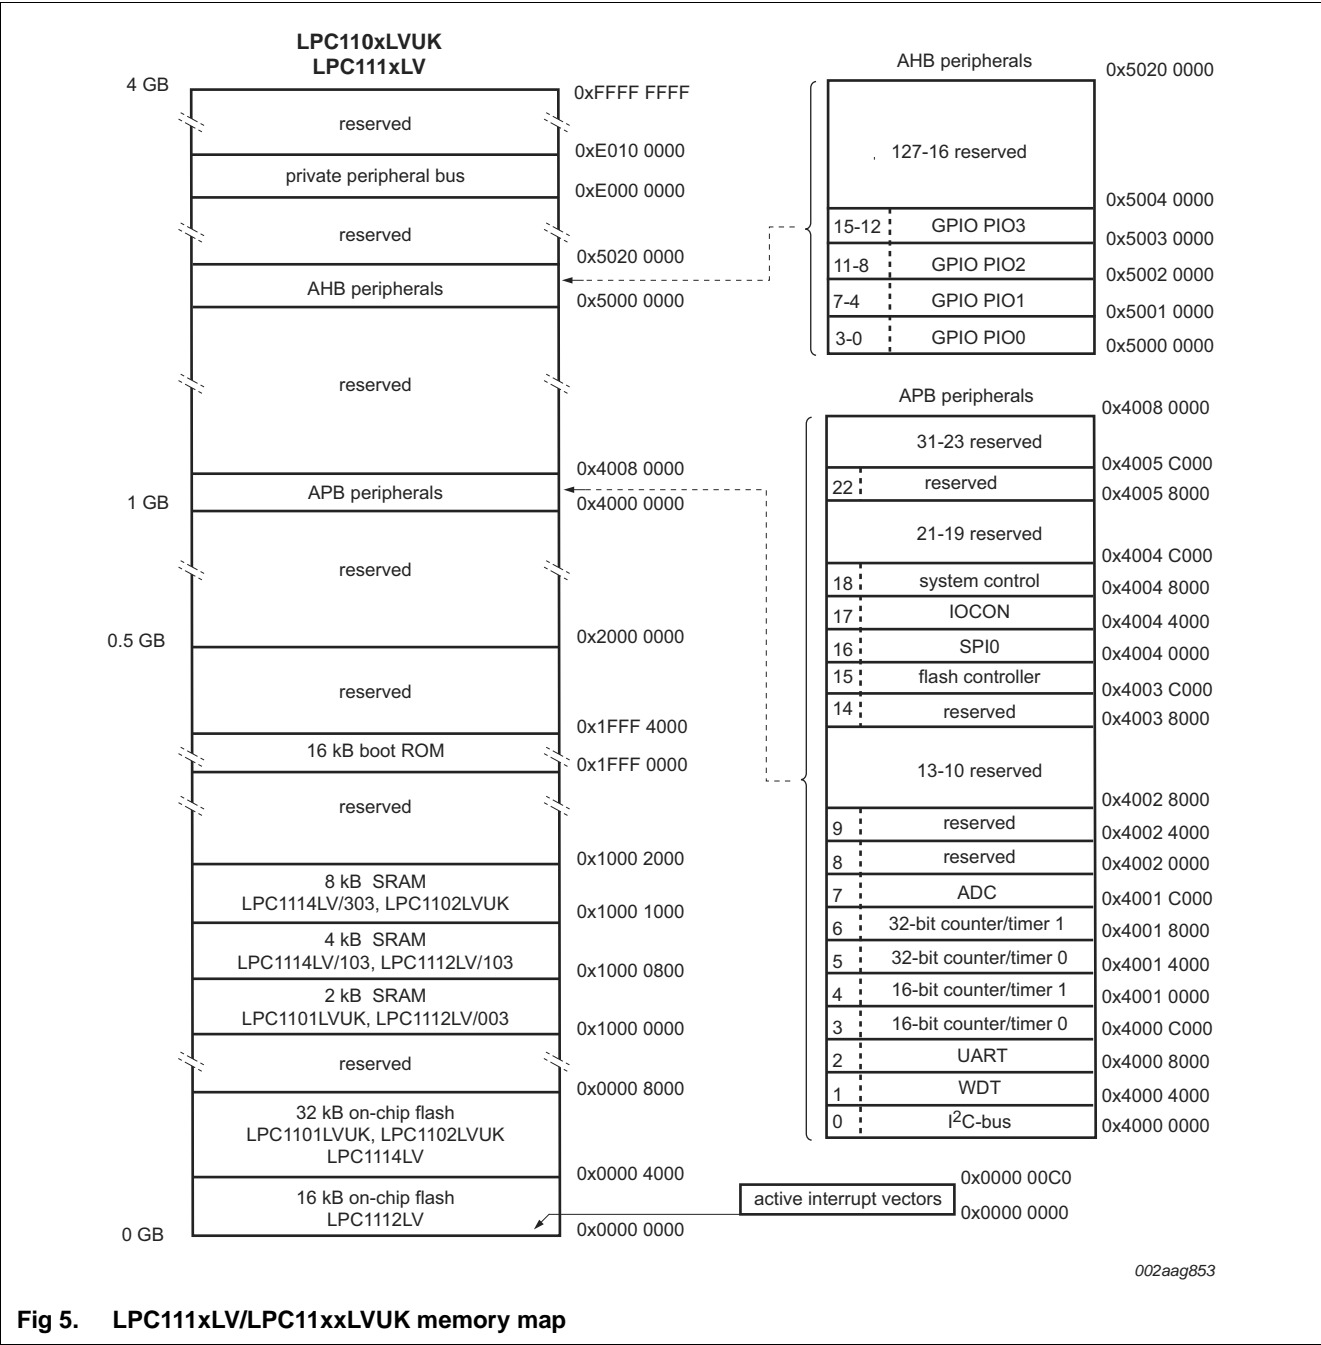 LPC110xLVUK
LPC111xLV
4 GB
0xFFFF FFFF
reserved
0xE010 0000
private peripheral bus
0xE000 0000
reserved
0x5020 0000
AHB peripherals
0x5000 0000
reserved
0x4008 0000
APB peripherals
1 GB
0x4000 0000
reserved
0.5 GB
0x2000 0000
reserved
0x1FFF 4000
16 kB boot ROM
0x1FFF 0000
reserved
0x1000 2000
8 kB SRAM
LPC1114LV/303, LPC1102LVUK
0x1000 1000
4 kB SRAM
LPC1114LV/103, LPC1112LV/103
0x1000 0800
2 kB SRAM
LPC1101LVUK, LPC1112LV/003
0x1000 0000
reserved
0x0000 8000
32 kB on-chip flash
LPC1101LVUK, LPC1102LVUK
LPC1114LV
0x0000 4000
16 kB on-chip flash
LPC1112LV
0 GB
0x0000 0000
AHB peripherals
0x5020 0000
127-16 reserved
0x5004 0000
15-12 GPIO PIO3
0x5003 0000
11-8 GPIO PIO2
0x5002 0000
7-4 GPIO PIO1
0x5001 0000
3-0 GPIO PIO0
0x5000 0000
APB peripherals
0x4008 0000
31-23 reserved
0x4005 C000
22 reserved
0x4005 8000
21-19 reserved
0x4004 C000
18 system control
0x4004 8000
17 IOCON
0x4004 4000
16 SPI0
0x4004 0000
15 flash controller
0x4003 C000
14 reserved
0x4003 8000
13-10 reserved
0x4002 8000
9 reserved
0x4002 4000
8 reserved
0x4002 0000
7 ADC
0x4001 C000
6 32-bit counter/timer 1
0x4001 8000
5 32-bit counter/timer 0
0x4001 4000
4 16-bit counter/timer 1
0x4001 0000
3 16-bit counter/timer 0
0x4000 C000
2 UART
0x4000 8000
1 WDT
0x4000 4000
0 I2C-bus
0x4000 0000
0x0000 00C0
active interrupt vectors
0x0000 0000
002aag853
Fig 5. LPC111xLV/LPC11xxLVUK memory map